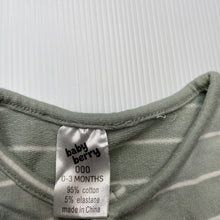 baby
berry
000
0-3 MONTHS
95% cotton
5% elastane
made in China